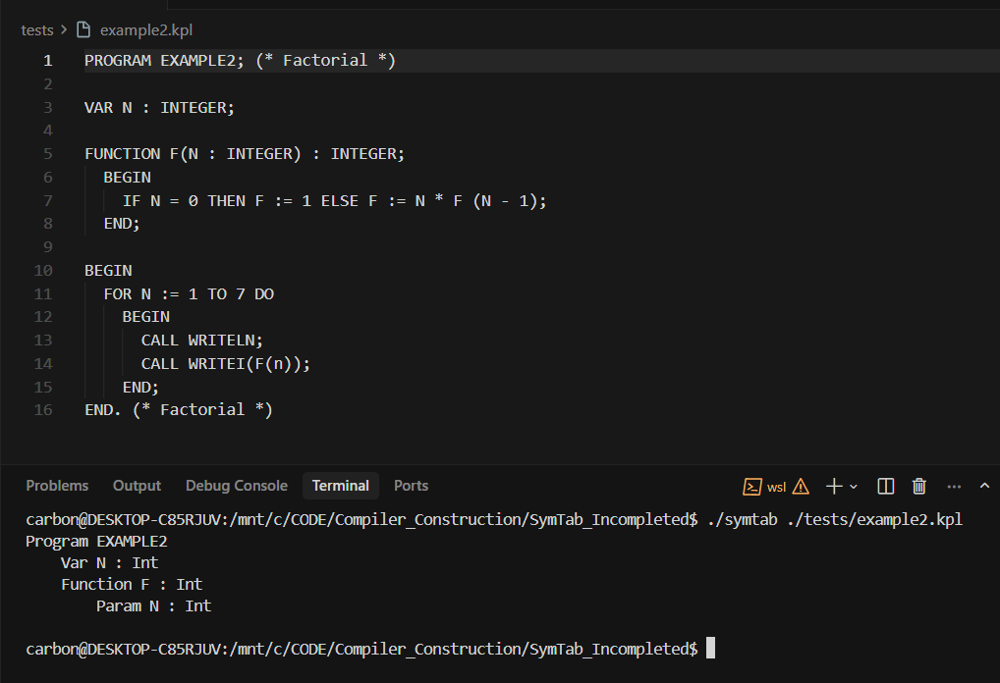 tests > example2.kpl
1 PROGRAM EXAMPLE2; (* Factorial *)
2
3 VAR N : INTEGER;
4
5 FUNCTION F(N : INTEGER) : INTEGER;
6 BEGIN
7 IF N = 0 THEN F := 1 ELSE F := N * F (N - 1);
8 END;
9
10 BEGIN
11 FOR N := 1 TO 7 DO
12 BEGIN
13 CALL WRITELN;
14 CALL WRITEI(F(n));
15 END;
16 END. (* Factorial *)
Problems Output Debug Console Terminal Ports wsl
carbon@DESKTOP-C85RJUV:/mnt/c/CODE/Compiler_Construction/SymTab_Incompleted$ ./symtab ./tests/example2.kpl
Program EXAMPLE2
Var N : Int
Function F : Int
Param N : Int
carbon@DESKTOP-C85RJUV:/mnt/c/CODE/Compiler_Construction/SymTab_Incompleted$